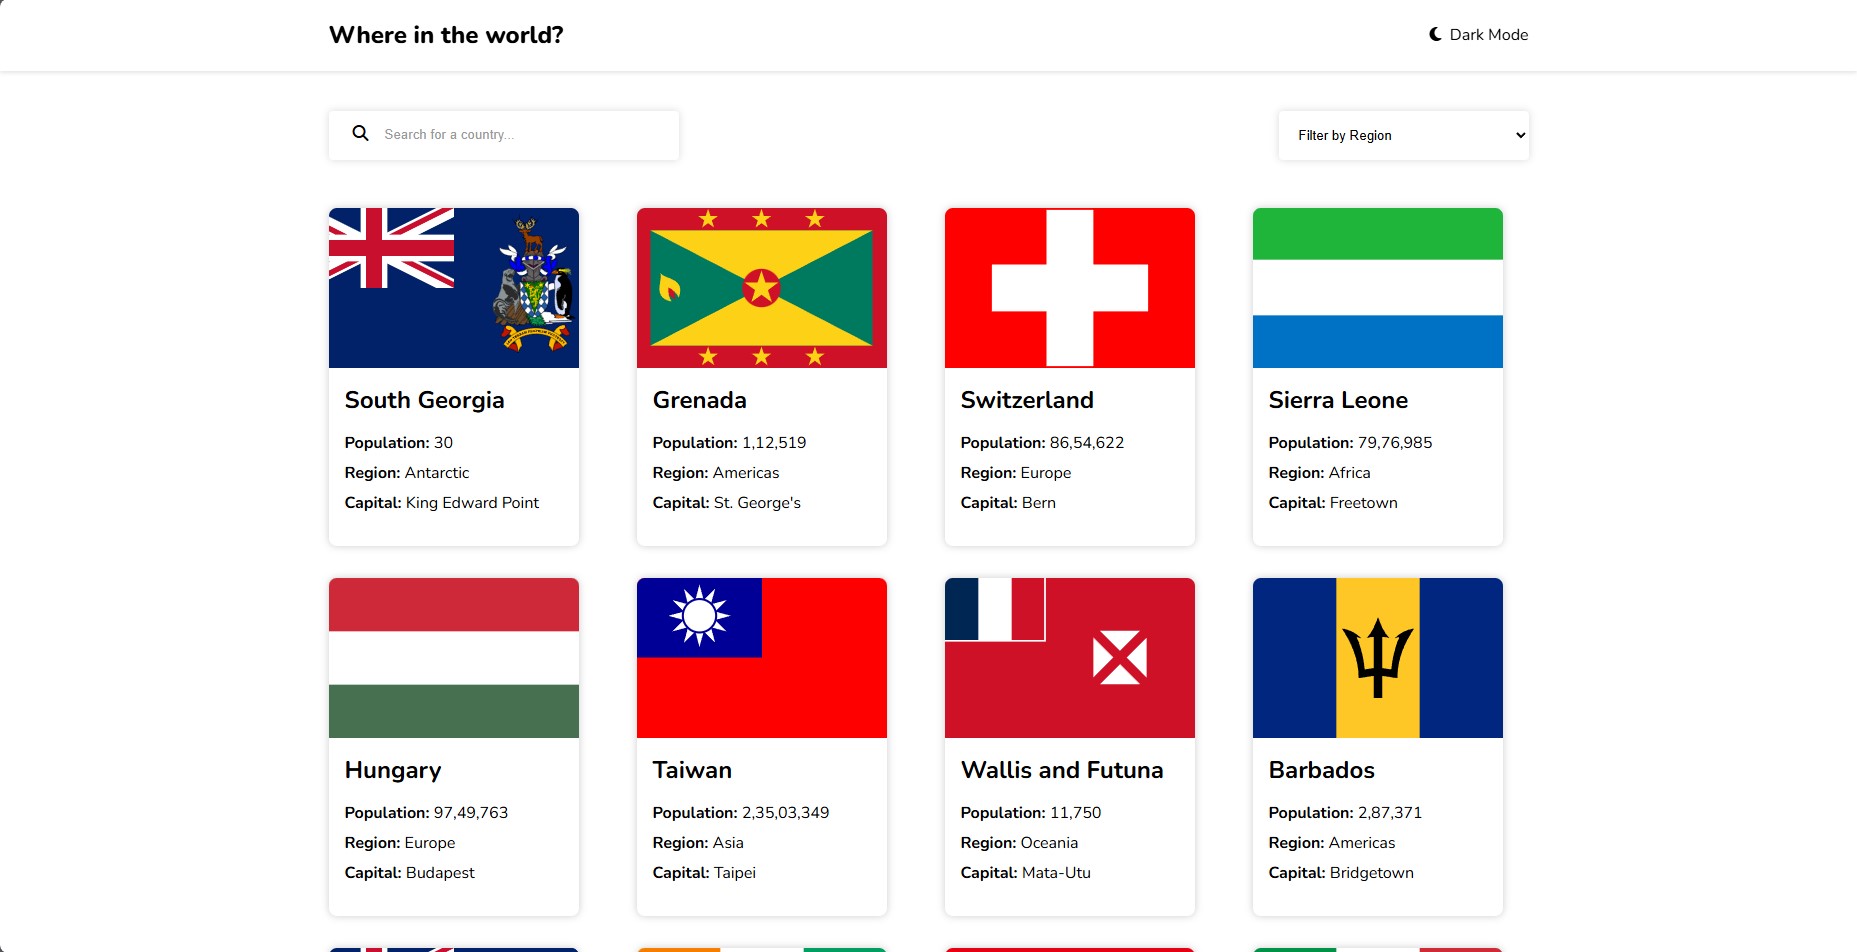 Where in the world?
Dark Mode
Search for a country...
Filter by Region
South Georgia
Population: 30
Region: Antarctic
Capital: King Edward Point
Grenada
Population: 1,12,519
Region: Americas
Capital: St. George's
Switzerland
Population: 86,54,622
Region: Europe
Capital: Bern
Sierra Leone
Population: 79,76,985
Region: Africa
Capital: Freetown
Hungary
Population: 97,49,763
Region: Europe
Capital: Budapest
Taiwan
Population: 2,35,03,349
Region: Asia
Capital: Taipei
Wallis and Futuna
Population: 11,750
Region: Oceania
Capital: Mata-Utu
Barbados
Population: 2,87,371
Region: Americas
Capital: Bridgetown